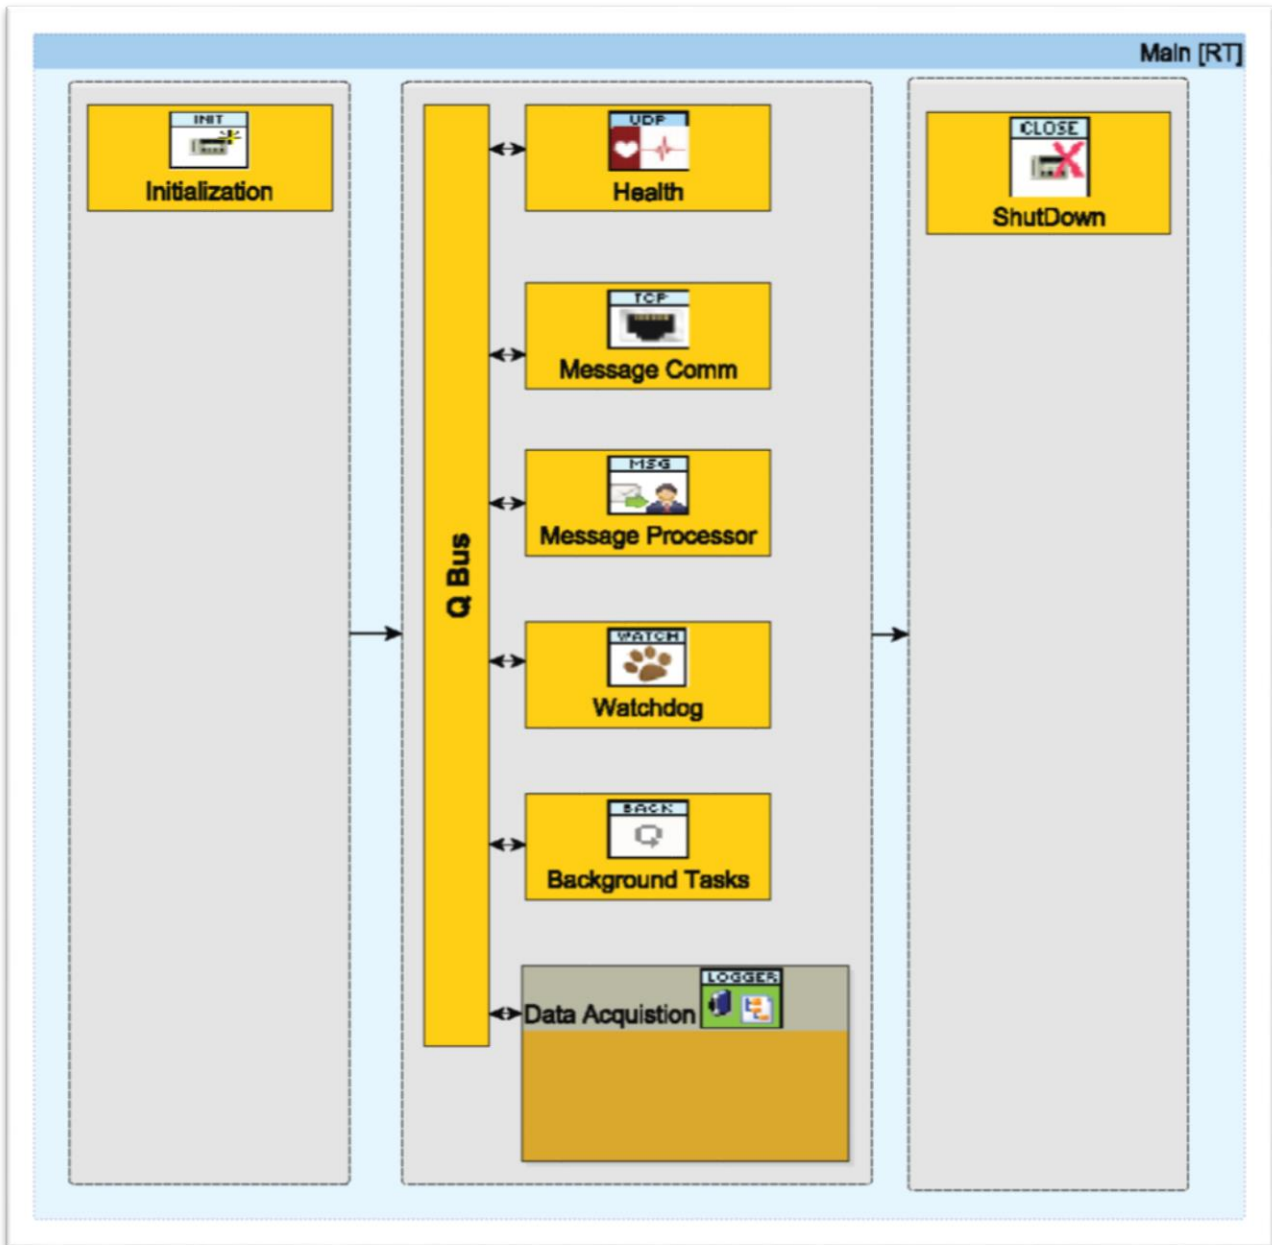 Main [RT]
INIT
Initialization
Q Bus
UDP
Health
TCP
Message Comm
MSG
Message Processor
WATCH
Watchdog
BACK
Background Tasks
LOGGER
Data Acquistion
CLOSE
ShutDown